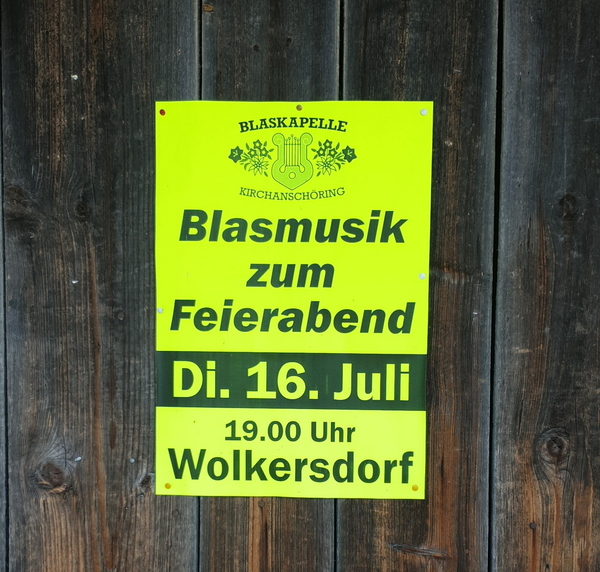 BLASKAPELLE
KIRCHANSCHÖRING
Blasmusik
zum
Feierabend
Di. 16. Juli
19.00 Uhr
Wolkersdorf